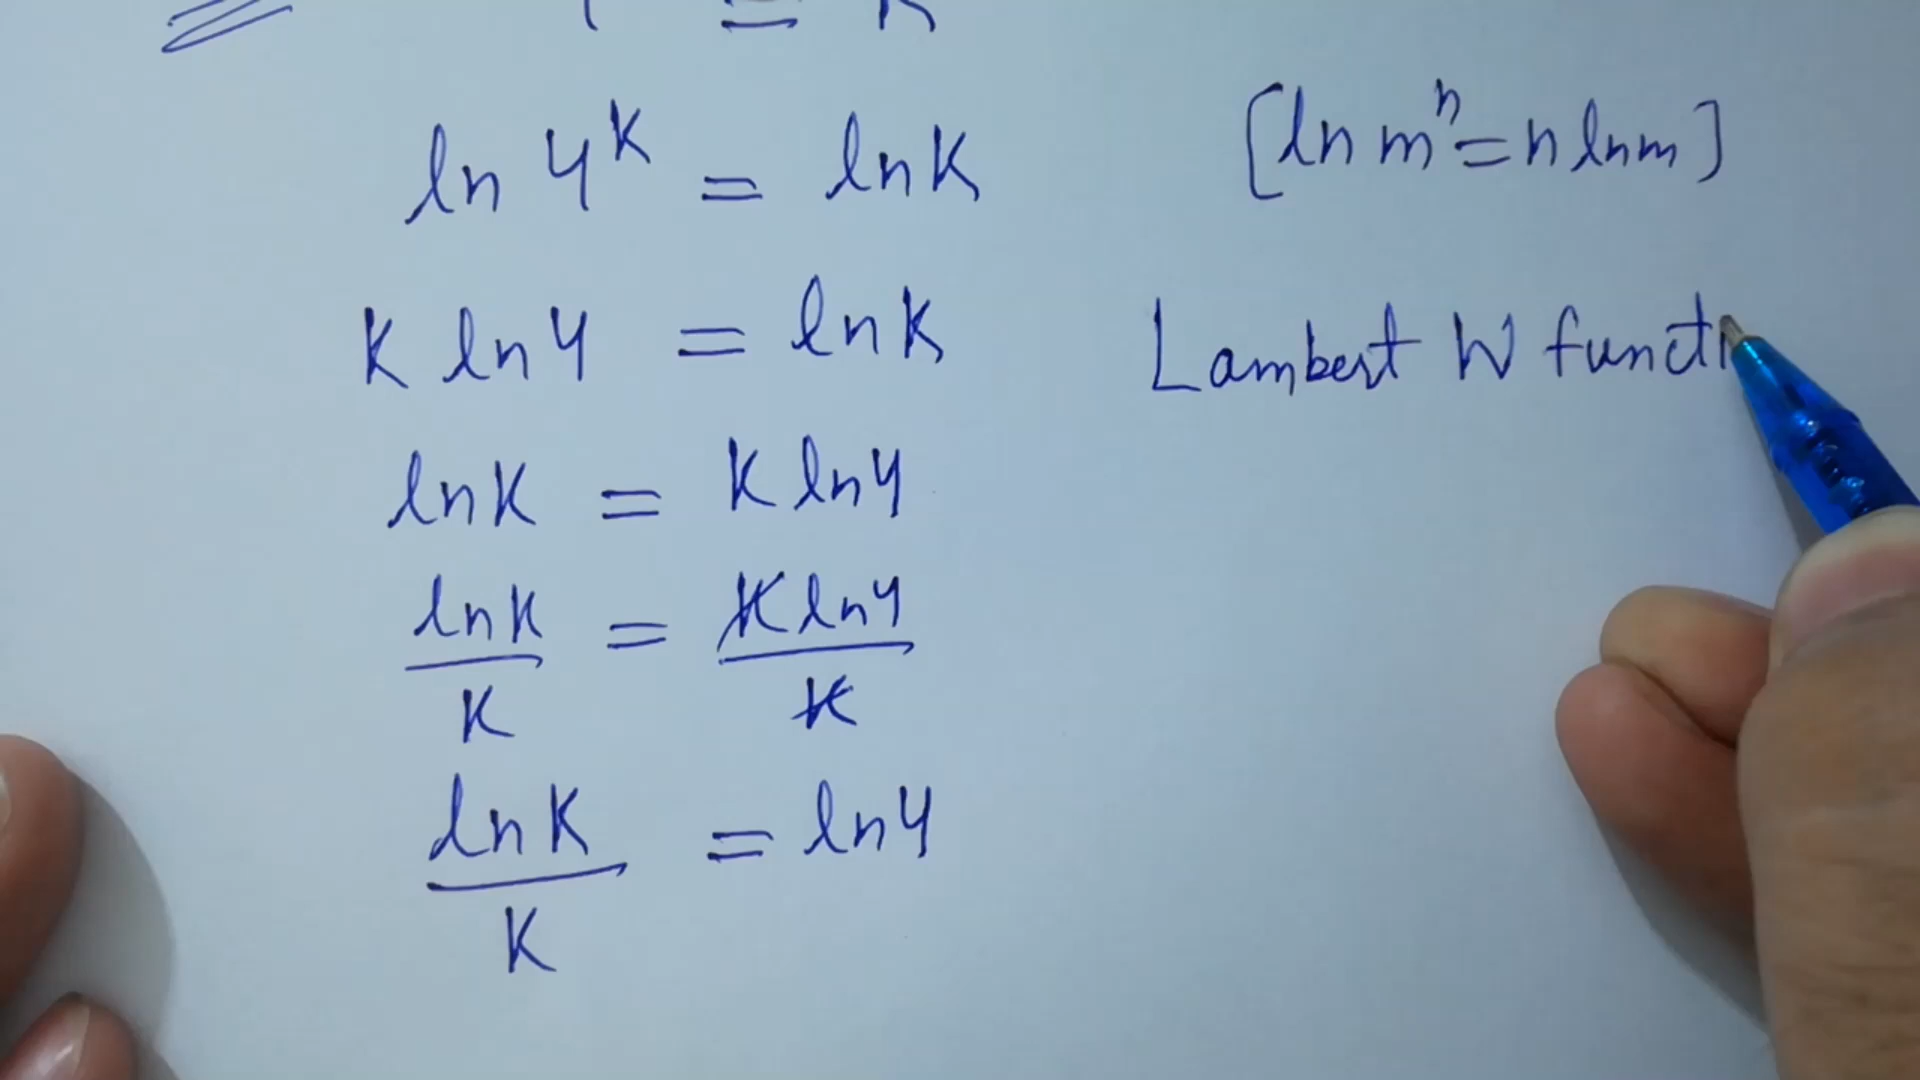 ln 4^k = ln k
[ln m^n = n ln m]
k ln 4 = ln k
Lambert W functi
ln k = k ln 4
ln k / k = k ln 4 / k
ln k / k = ln 4